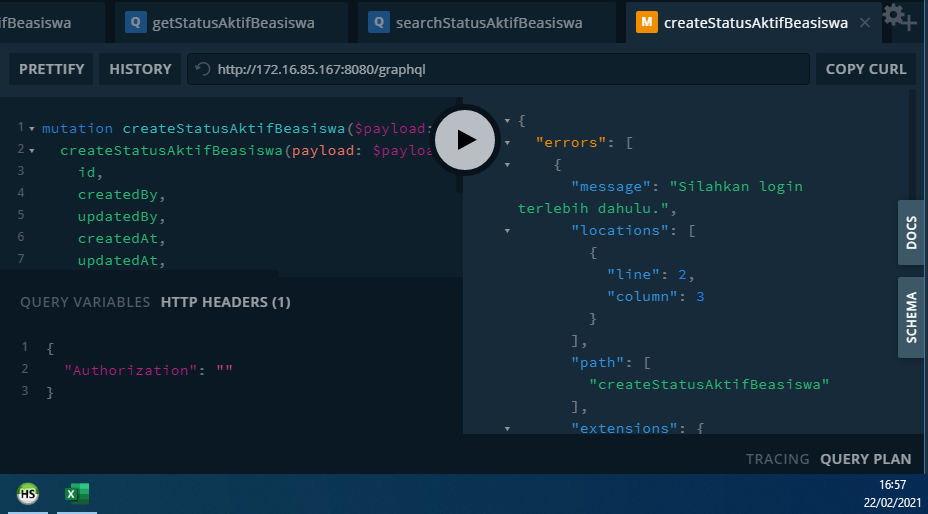 ifBeasiswa
Q getStatusAktifBeasiswa
Q searchStatusAktifBeasiswa
M createStatusAktifBeasiswa
PRETTIFY
HISTORY
http://172.16.85.167:8080/graphql
COPY CURL
1 mutation createStatusAktifBeasiswa($payload:
2 createStatusAktifBeasiswa(payload: $payloa
3 id,
4 createdBy,
5 updatedBy,
6 createdAt,
7 updatedAt,
QUERY VARIABLES HTTP HEADERS (1)
1 {
2 "Authorization": ""
3 }
{
"errors": [
{
"message": "Silahkan login
terlebih dahulu.",
"locations": [
{
"line": 2,
"column": 3
}
],
"path": [
"createStatusAktifBeasiswa"
],
"extensions": {
DOCS
SCHEMA
TRACING QUERY PLAN
HS
X
16:57
22/02/2021